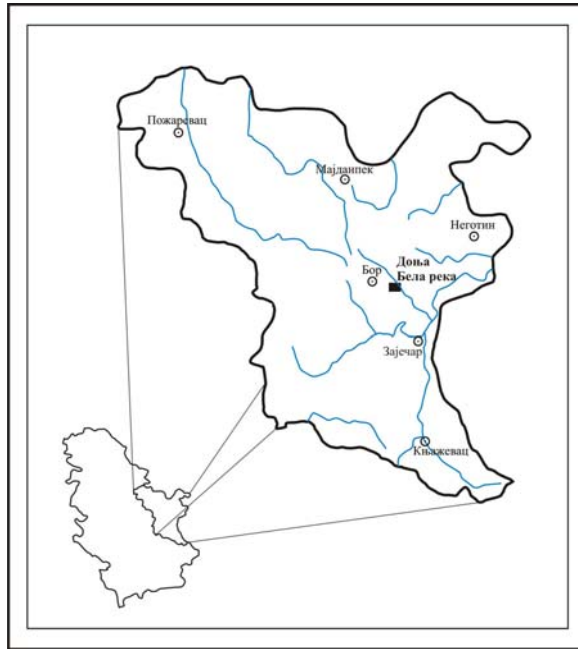 Пожаревац
Мајданпек
Неготин
Доња
Бела река
Бор
Зајечар
Књажевац